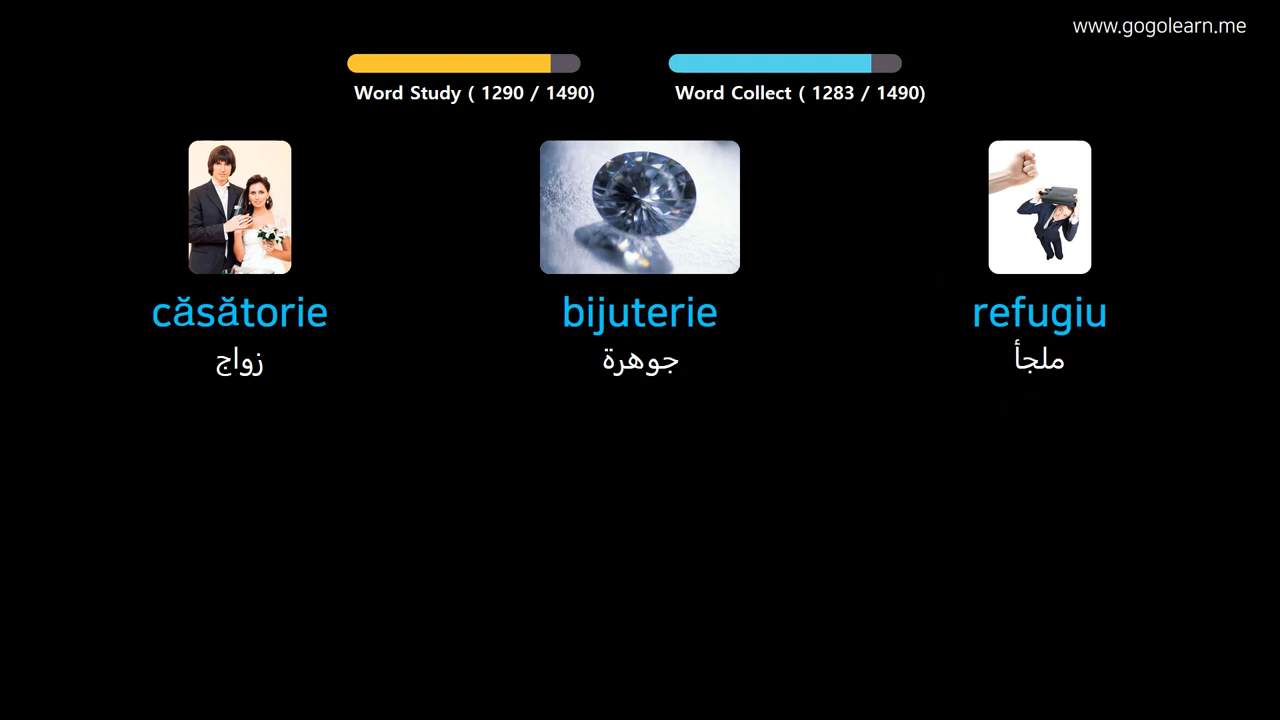 www.gogolearn.me
Word Study ( 1290 / 1490)
Word Collect ( 1283 / 1490)
căsătorie
زواج
bijuterie
جوهرة
refugiu
ملجأ